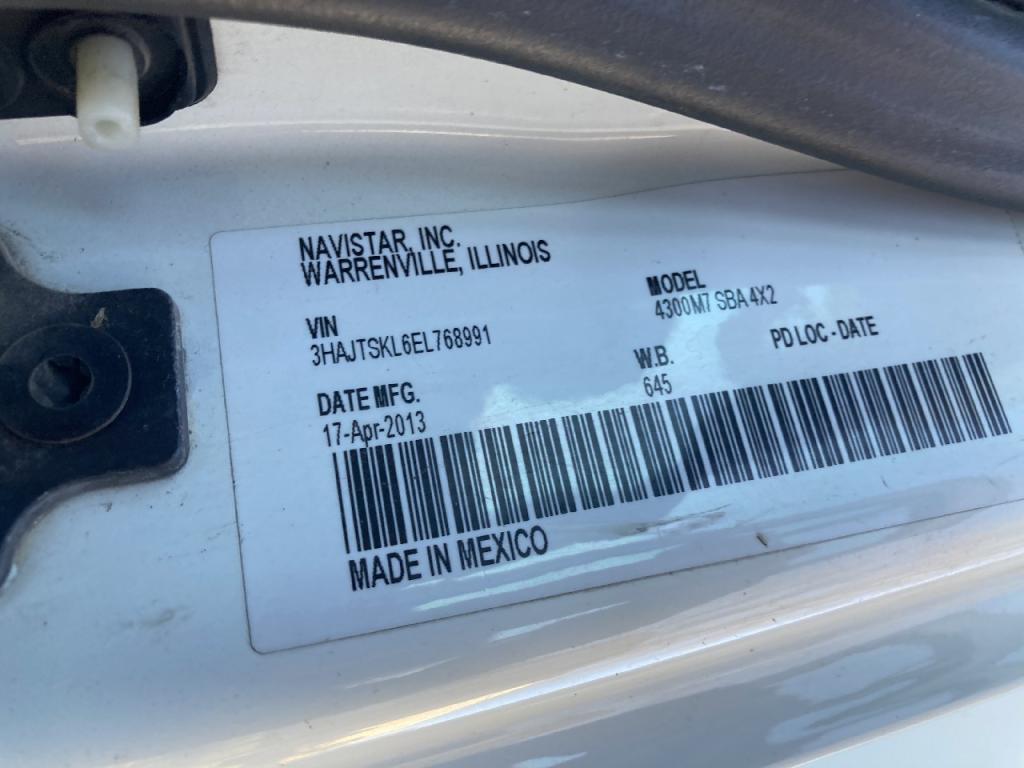 NAVISTAR, INC.
WARRENVILLE, ILLINOIS
VIN
3HAJTSKL6EL768991
MODEL
4300M7 SBA 4X2
DATE MFG.
17-Apr-2013
W.B.
645
PD LOC - DATE
MADE IN MEXICO